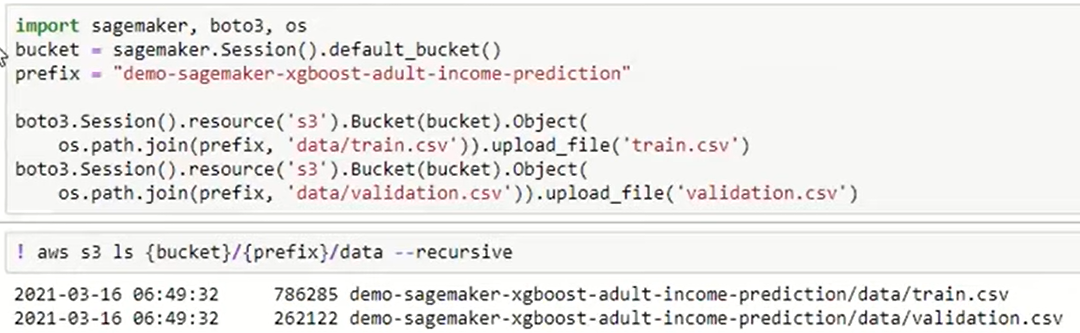 import sagemaker, boto3, os
bucket = sagemaker.Session().default_bucket()
prefix = "demo-sagemaker-xgboost-adult-income-prediction"
boto3.Session().resource('s3').Bucket(bucket).Object(
os.path.join(prefix, 'data/train.csv')).upload_file('train.csv')
boto3.Session().resource('s3').Bucket(bucket).Object(
os.path.join(prefix, 'data/validation.csv')).upload_file('validation.csv')
! aws s3 ls {bucket}/{prefix}/data --recursive
2021-03-16 06:49:32 786285 demo-sagemaker-xgboost-adult-income-prediction/data/train.csv
2021-03-16 06:49:32 262122 demo-sagemaker-xgboost-adult-income-prediction/data/validation.csv